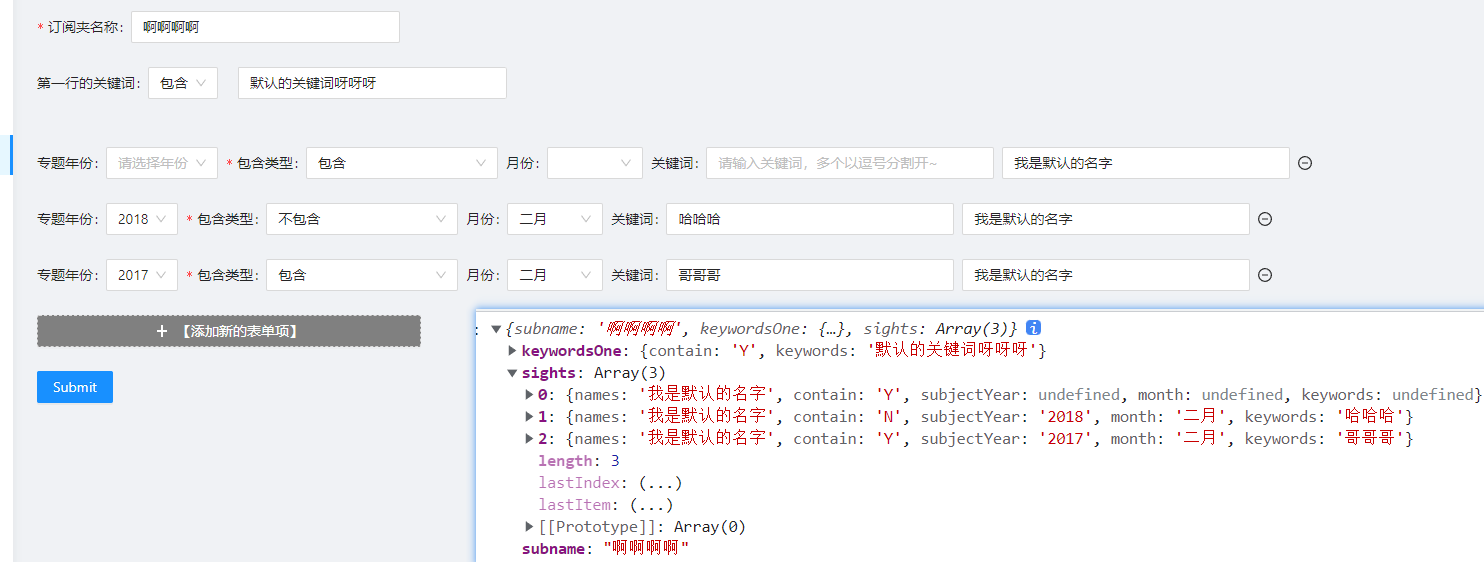 * 订阅夹名称: 啊啊啊啊
第一行的关键词: 包含 默认的关键词呀呀呀
专题年份: 请选择年份 * 包含类型: 包含 月份: 关键词: 请输入关键词，多个以逗号分割开~ 我是默认的名字
专题年份: 2018 * 包含类型: 不包含 月份: 二月 关键词: 哈哈哈 我是默认的名字
专题年份: 2017 * 包含类型: 包含 月份: 二月 关键词: 哥哥哥 我是默认的名字
+ 【添加新的表单项】
Submit
: ▼{subname: '啊啊啊啊', keywordsOne: {…}, sights: Array(3)} i
▶keywordsOne: {contain: 'Y', keywords: '默认的关键词呀呀呀'}
▼sights: Array(3)
▶0: {names: '我是默认的名字', contain: 'Y', subjectYear: undefined, month: undefined, keywords: undefined}
▶1: {names: '我是默认的名字', contain: 'N', subjectYear: '2018', month: '二月', keywords: '哈哈哈'}
▶2: {names: '我是默认的名字', contain: 'Y', subjectYear: '2017', month: '二月', keywords: '哥哥哥'}
length: 3
lastIndex: (...)
lastItem: (...)
▶[[Prototype]]: Array(0)
subname: "啊啊啊啊"